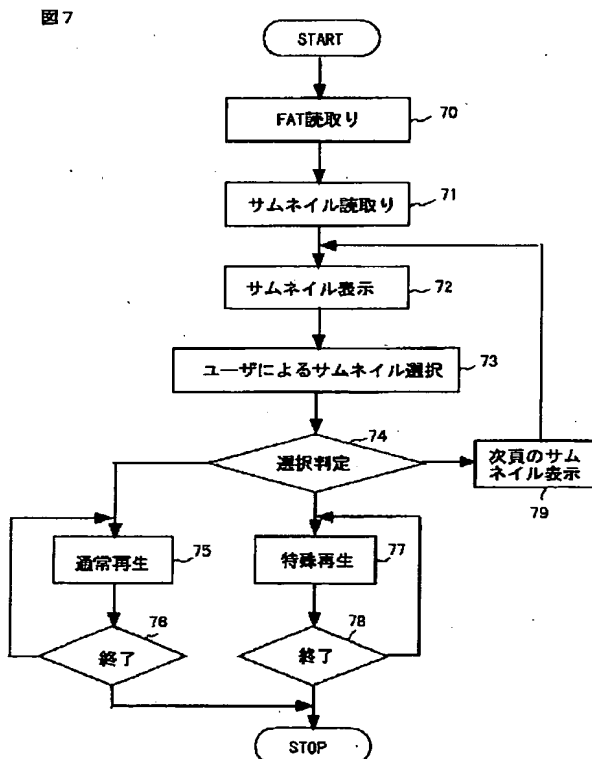 図7
START
FAT読取り
70
サムネイル読取り
71
サムネイル表示
72
ユーザによるサムネイル選択
73
74
選択判定
次頁のサム
ネイル表示
79
通常再生
75
特殊再生
77
76
終了
78
終了
STOP